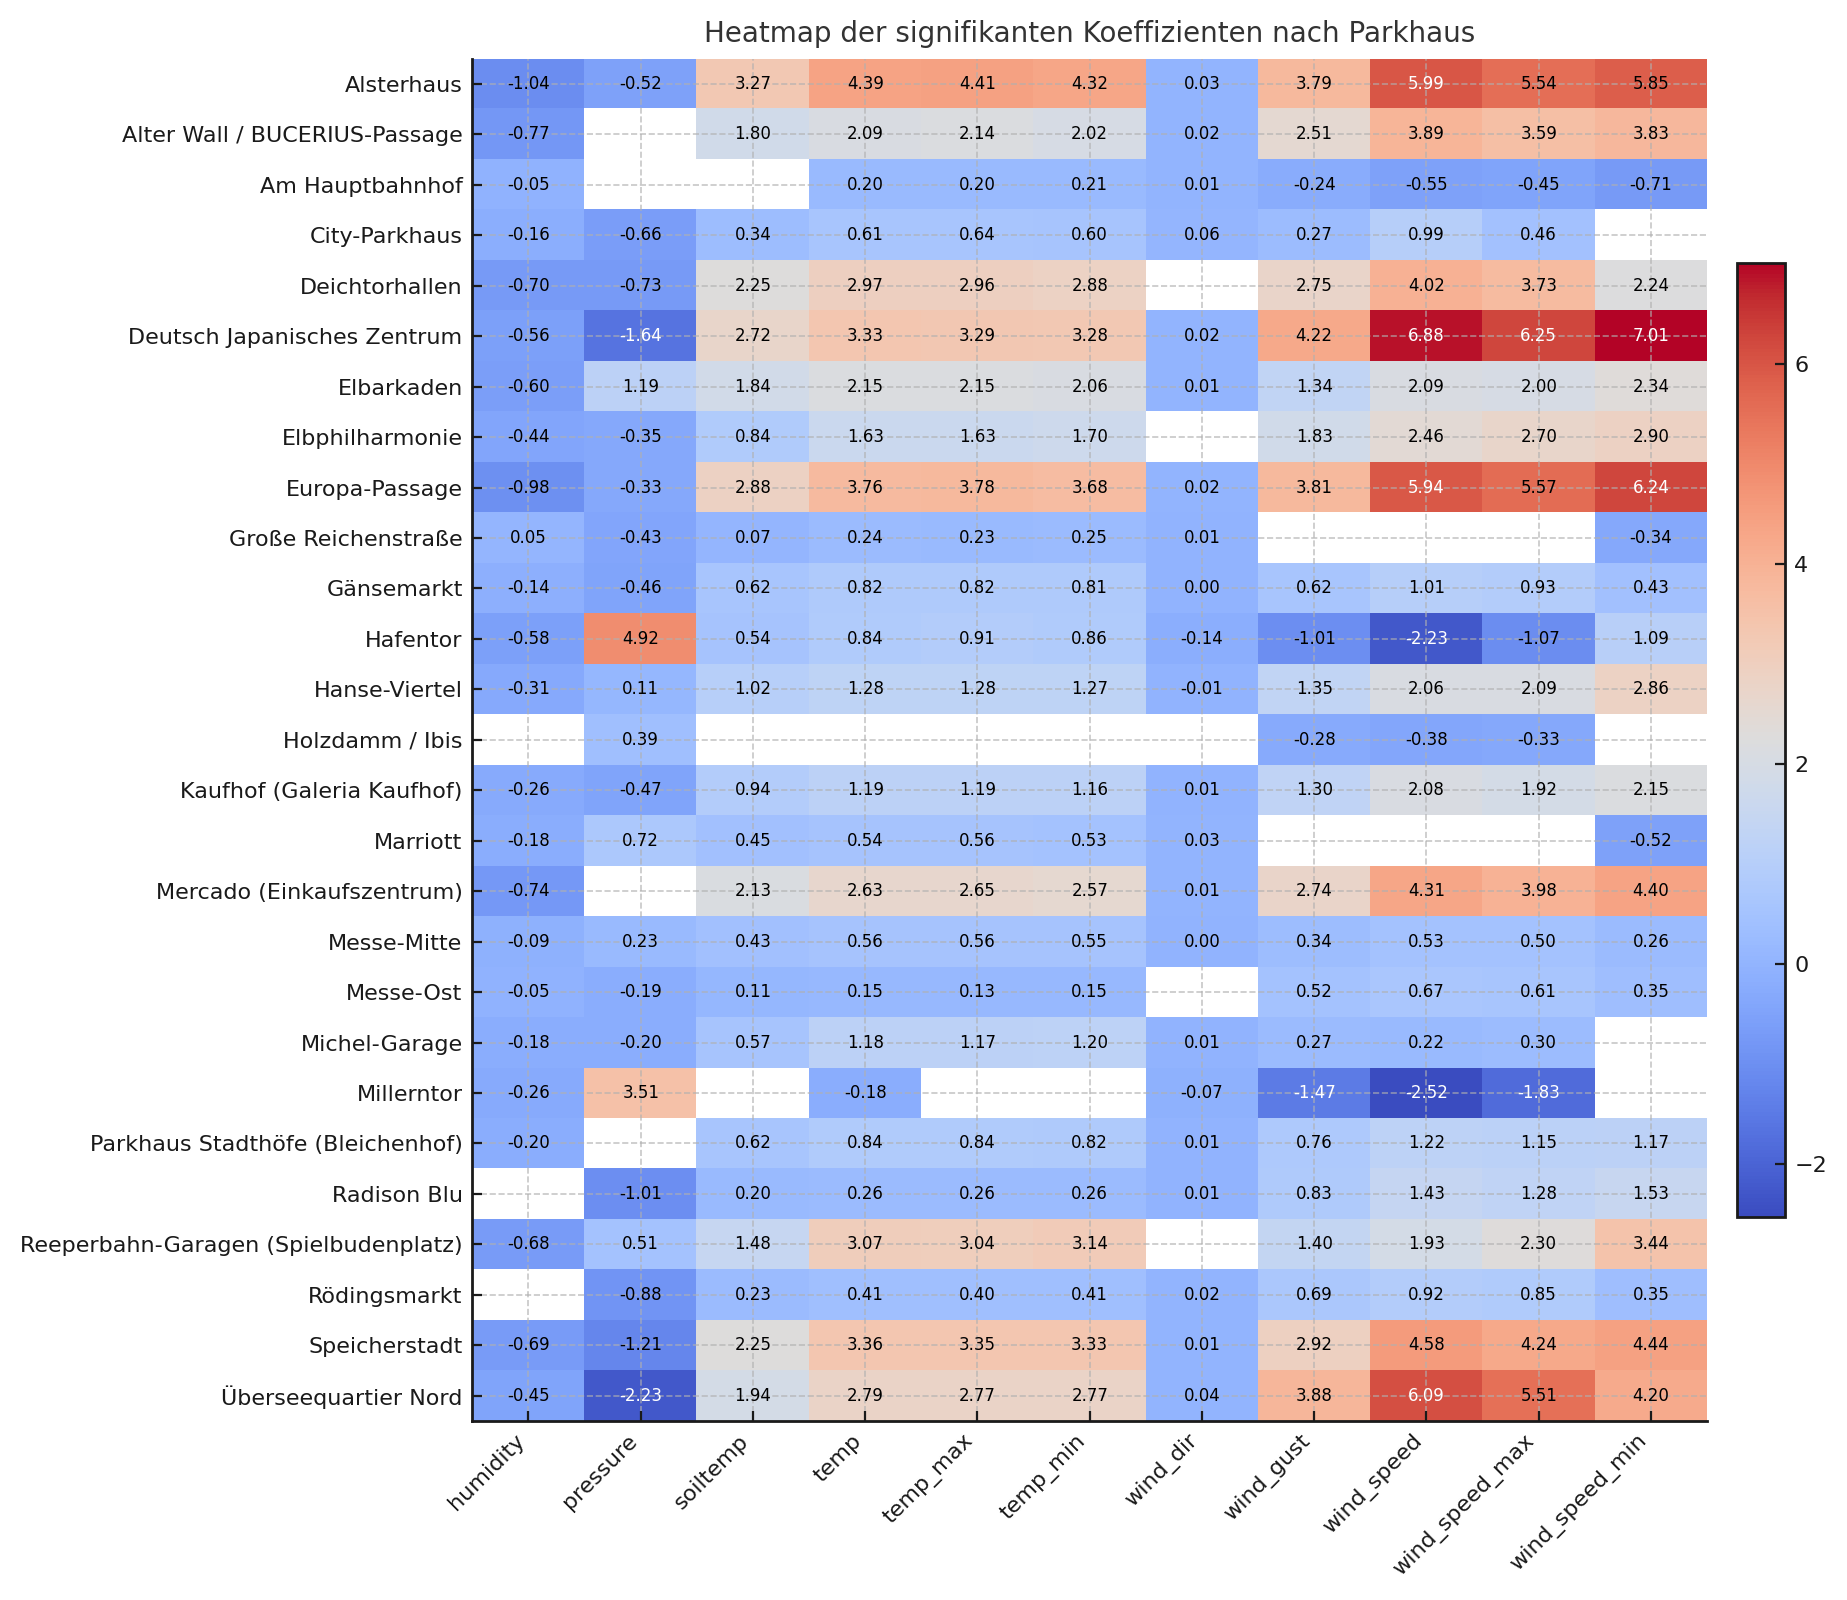 Heatmap der signifikanten Koeffizienten nach Parkhaus
Alsterhaus -1.04 -0.52 3.27 4.39 4.41 4.32 0.03 3.79 5.99 5.54 5.85
Alter Wall / BUCERIUS-Passage -0.77 1.80 2.09 2.14 2.02 0.02 2.51 3.89 3.59 3.83
Am Hauptbahnhof -0.05 0.20 0.20 0.21 0.01 -0.24 -0.55 -0.45 -0.71
City-Parkhaus -0.16 -0.66 0.34 0.61 0.64 0.60 0.06 0.27 0.99 0.46
Deichtorhallen -0.70 -0.73 2.25 2.97 2.96 2.88 2.75 4.02 3.73 2.24
Deutsch Japanisches Zentrum -0.56 -1.64 2.72 3.33 3.29 3.28 0.02 4.22 6.88 6.25 7.01
Elbarkaden -0.60 1.19 1.84 2.15 2.15 2.06 0.01 1.34 2.09 2.00 2.34
Elbphilharmonie -0.44 -0.35 0.84 1.63 1.63 1.70 1.83 2.46 2.70 2.90
Europa-Passage -0.98 -0.33 2.88 3.76 3.78 3.68 0.02 3.81 5.94 5.57 6.24
Große Reichenstraße 0.05 -0.43 0.07 0.24 0.23 0.25 0.01 -0.34
Gänsemarkt -0.14 -0.46 0.62 0.82 0.82 0.81 0.00 0.62 1.01 0.93 0.43
Hafentor -0.58 4.92 0.54 0.84 0.91 0.86 -0.14 -1.01 -2.23 -1.07 1.09
Hanse-Viertel -0.31 0.11 1.02 1.28 1.28 1.27 -0.01 1.35 2.06 2.09 2.86
Holzdamm / Ibis 0.39 -0.28 -0.38 -0.33
Kaufhof (Galeria Kaufhof) -0.26 -0.47 0.94 1.19 1.19 1.16 0.01 1.30 2.08 1.92 2.15
Marriott -0.18 0.72 0.45 0.54 0.56 0.53 0.03 -0.52
Mercado (Einkaufszentrum) -0.74 2.13 2.63 2.65 2.57 0.01 2.74 4.31 3.98 4.40
Messe-Mitte -0.09 0.23 0.43 0.56 0.56 0.55 0.00 0.34 0.53 0.50 0.26
Messe-Ost -0.05 -0.19 0.11 0.15 0.13 0.15 0.52 0.67 0.61 0.35
Michel-Garage -0.18 -0.20 0.57 1.18 1.17 1.20 0.01 0.27 0.22 0.30
Millerntor -0.26 3.51 -0.18 -0.07 -1.47 -2.52 -1.83
Parkhaus Stadthöfe (Bleichenhof) -0.20 0.62 0.84 0.84 0.82 0.01 0.76 1.22 1.15 1.17
Radison Blu -1.01 0.20 0.26 0.26 0.26 0.01 0.83 1.43 1.28 1.53
Reeperbahn-Garagen (Spielbudenplatz) -0.68 0.51 1.48 3.07 3.04 3.14 1.40 1.93 2.30 3.44
Rödingsmarkt -0.88 0.23 0.41 0.40 0.41 0.02 0.69 0.92 0.85 0.35
Speicherstadt -0.69 -1.21 2.25 3.36 3.35 3.33 0.01 2.92 4.58 4.24 4.44
Überseequartier Nord -0.45 -2.23 1.94 2.79 2.77 2.77 0.04 3.88 6.09 5.51 4.20
humidity pressure soiltemp temp temp_max temp_min wind_dir wind_gust wind_speed wind_speed_max wind_speed_min
6
4
2
0
−2